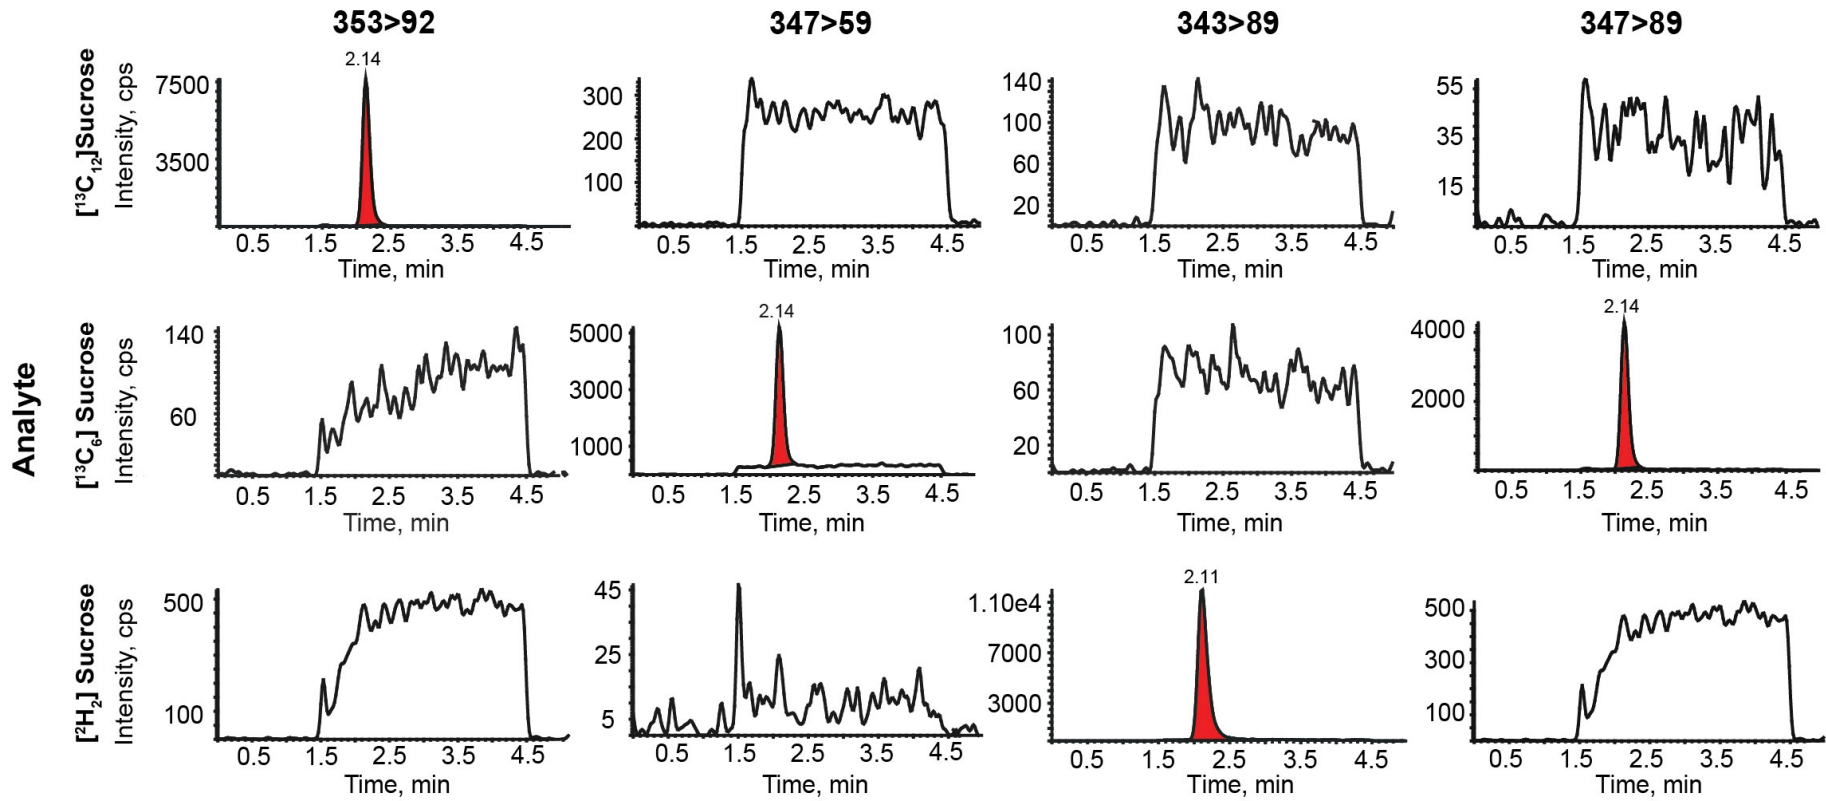 353>92 347>59 343>89 347>89
Analyte
[¹³C₁₂]Sucrose
Intensity, cps
2.14
7500
3500
0.5 1.5 2.5 3.5 4.5
Time, min
300
200
100
0.5 1.5 2.5 3.5 4.5
Time, min
140
100
60
20
0.5 1.5 2.5 3.5 4.5
Time, min
55
35
15
0.5 1.5 2.5 3.5 4.5
Time, min
[¹³C₆] Sucrose
Intensity, cps
140
60
0.5 1.5 2.5 3.5 4.5
Time, min
2.14
5000
3000
1000
0.5 1.5 2.5 3.5 4.5
Time, min
100
60
20
0.5 1.5 2.5 3.5 4.5
Time, min
2.14
4000
2000
0.5 1.5 2.5 3.5 4.5
Time, min
[²H₂] Sucrose
Intensity, cps
500
100
0.5 1.5 2.5 3.5 4.5
Time, min
45
25
5
0.5 1.5 2.5 3.5 4.5
Time, min
2.11
1.10e4
7000
3000
0.5 1.5 2.5 3.5 4.5
Time, min
500
300
100
0.5 1.5 2.5 3.5 4.5
Time, min